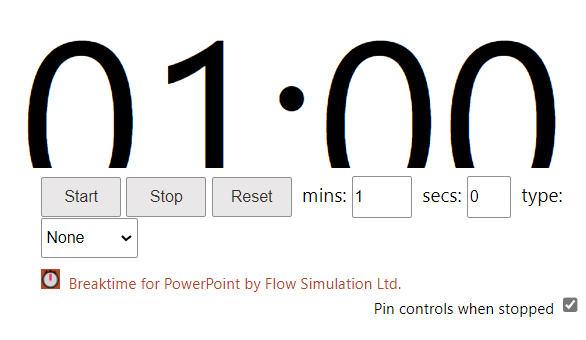 01:00
Start Stop Reset mins: 1 secs: 0 type:
None
Breaktime for PowerPoint by Flow Simulation Ltd.
Pin controls when stopped